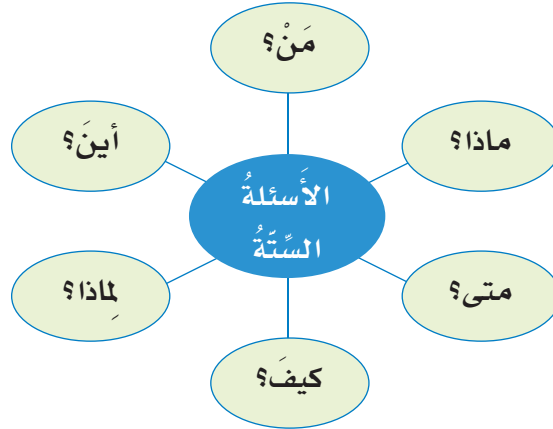 مَنْ؟
ماذا؟
أينَ؟
الأَسئلةُ
السِّتّةُ
متى؟
لِماذا؟
كيفَ؟